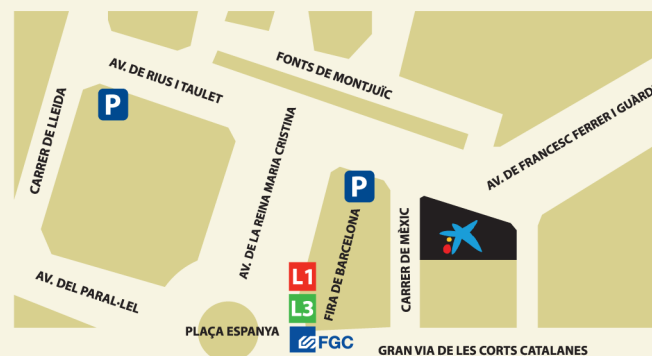 FONTS DE MONTJUÏC
AV. DE RIUS I TAULET
P
CARRER DE LLEIDA
AV. DE LA REINA MARIA CRISTINA
AV. DE FRANCESC FERRER I GUÀRD
P
FIRA DE BARCELONA
CARRER DE MÈXIC
L1
L3
AV. DEL PARAL·LEL
PLAÇA ESPANYA
FGC
GRAN VIA DE LES CORTS CATALANES